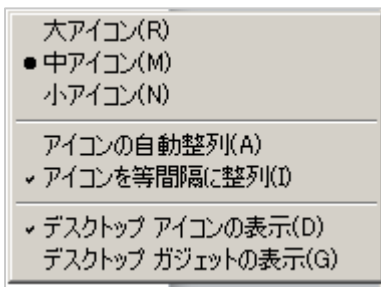 大アイコン(R)
中アイコン(M)
小アイコン(N)
アイコンの自動整列(A)
アイコンを等間隔に整列(I)
デスクトップ アイコンの表示(D)
デスクトップ ガジェットの表示(G)